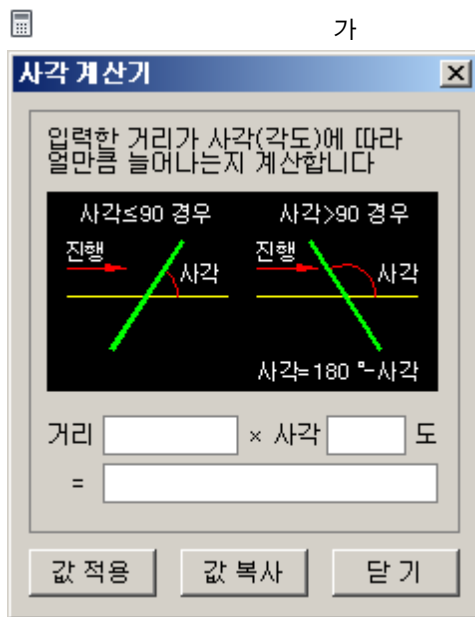 가
사각 계산기
입력한 거리가 사각(각도)에 따라
얼만큼 늘어나는지 계산합니다
사각≤90 경우 사각>90 경우
진행 진행
사각 사각
사각=180 °-사각
거리 × 사각 도
=
값 적용 값 복사 닫 기